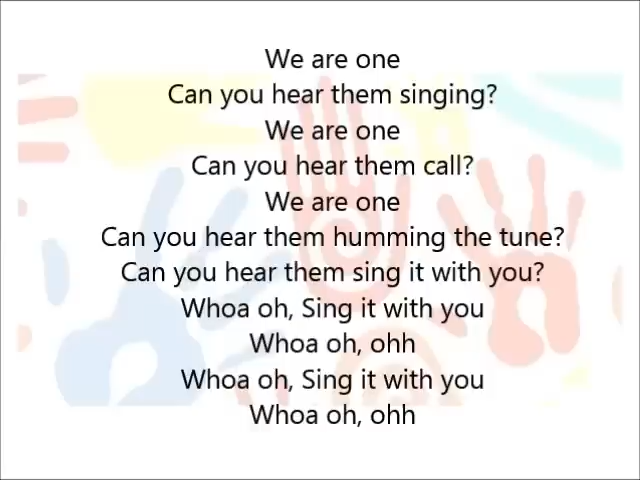 We are one
Can you hear them singing?
We are one
Can you hear them call?
We are one
Can you hear them humming the tune?
Can you hear them sing it with you?
Whoa oh, Sing it with you
Whoa oh, ohh
Whoa oh, Sing it with you
Whoa oh, ohh